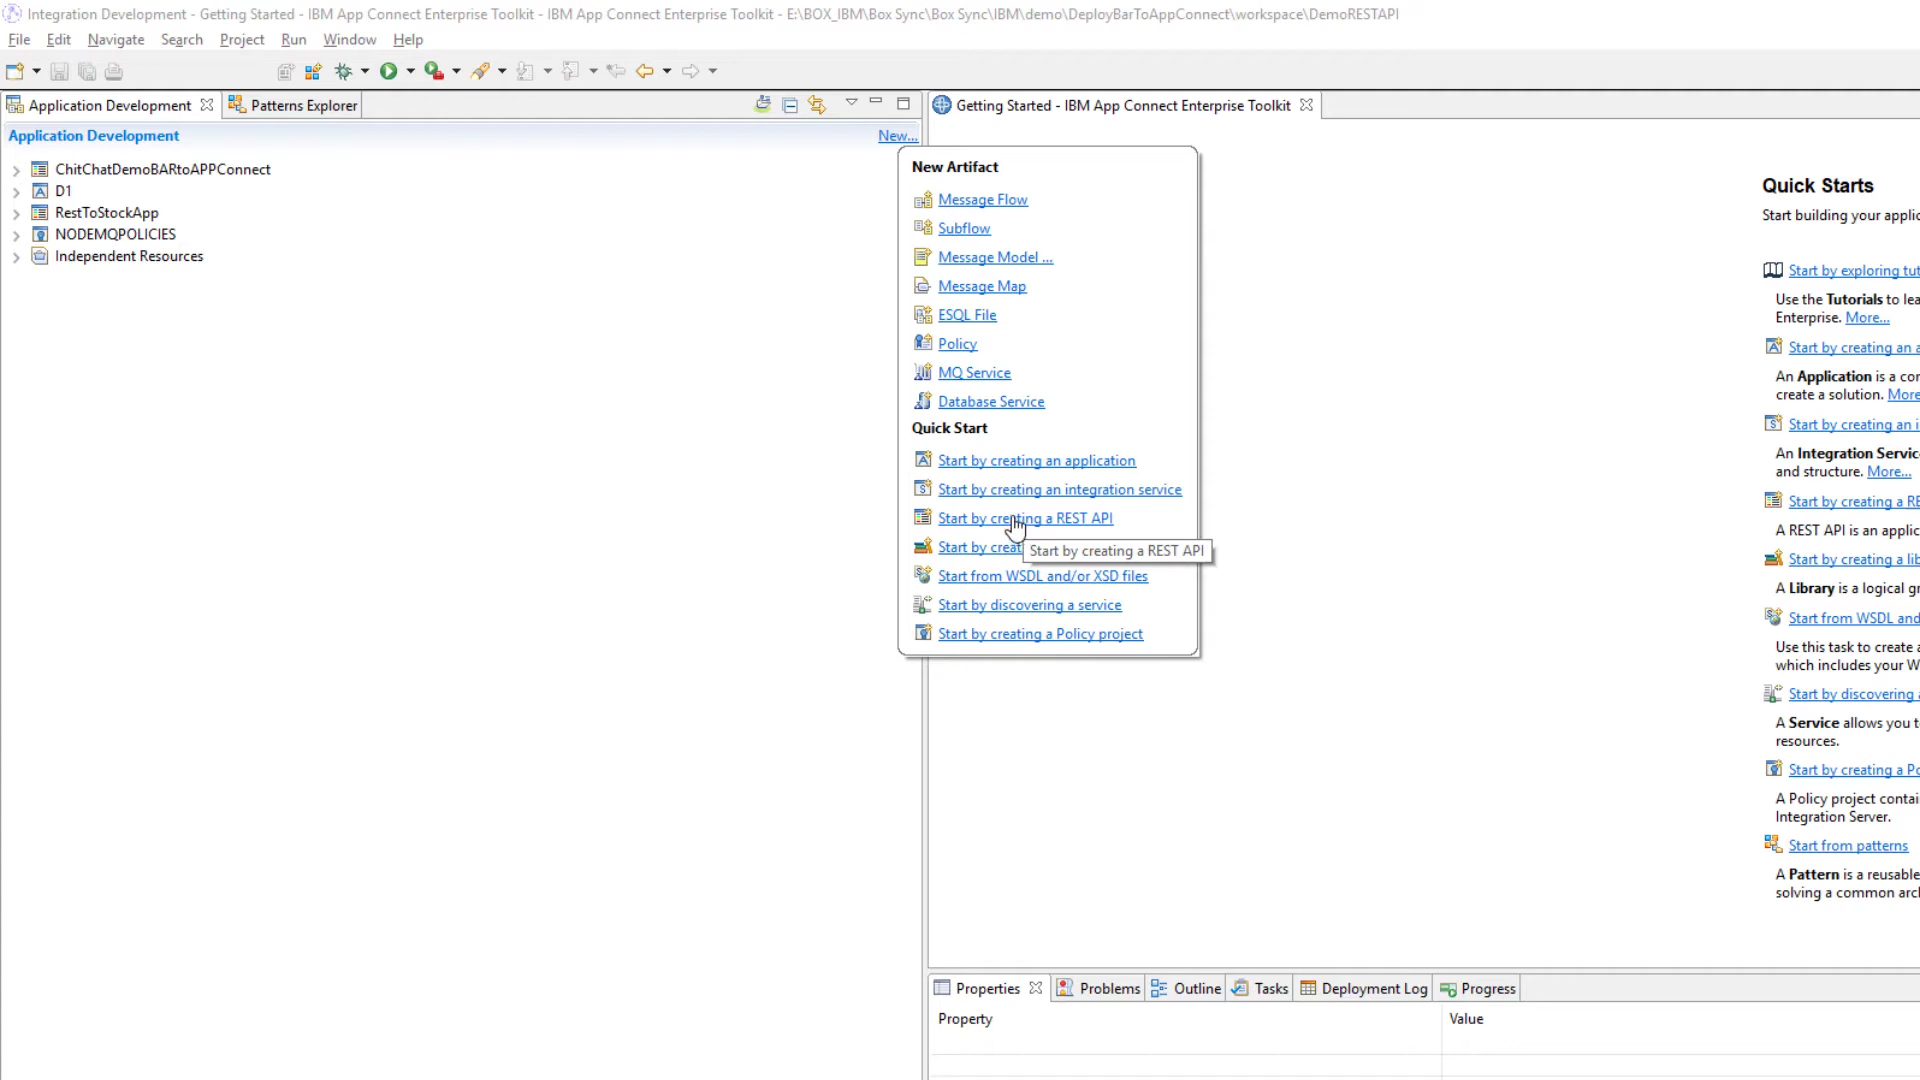 Integration Development - Getting Started - IBM App Connect Enterprise Toolkit - IBM App Connect Enterprise Toolkit - E:\BOX_IBM\Box Sync\Box Sync\IBM\demo\DeployBarToAppConnect\workspace\DemoRESTAPI
File Edit Navigate Search Project Run Window Help
Application Development Patterns Explorer
Getting Started - IBM App Connect Enterprise Toolkit
Application Development
New...
ChitChatDemoBARtoAPPConnect
D1
RestToStockApp
NODEMQPOLICIES
Independent Resources
New Artifact
Message Flow
Subflow
Message Model ...
Message Map
ESQL File
Policy
MQ Service
Database Service
Quick Start
Start by creating an application
Start by creating an integration service
Start by creating a REST API
Start by creat
Start by creating a REST API
Start from WSDL and/or XSD files
Start by discovering a service
Start by creating a Policy project
Quick Starts
Start building your applic
Start by exploring tut
Use the Tutorials to lea
Enterprise. More...
Start by creating an a
An Application is a con
create a solution. More
Start by creating an i
An Integration Service
and structure. More...
Start by creating a RE
A REST API is an applic
Start by creating a lib
A Library is a logical gr
Start from WSDL and
Use this task to create a
which includes your W
Start by discovering a
A Service allows you to
resources.
Start by creating a Po
A Policy project contai
Integration Server.
Start from patterns
A Pattern is a reusable
solving a common arch
Properties Problems Outline Tasks Deployment Log Progress
Property Value